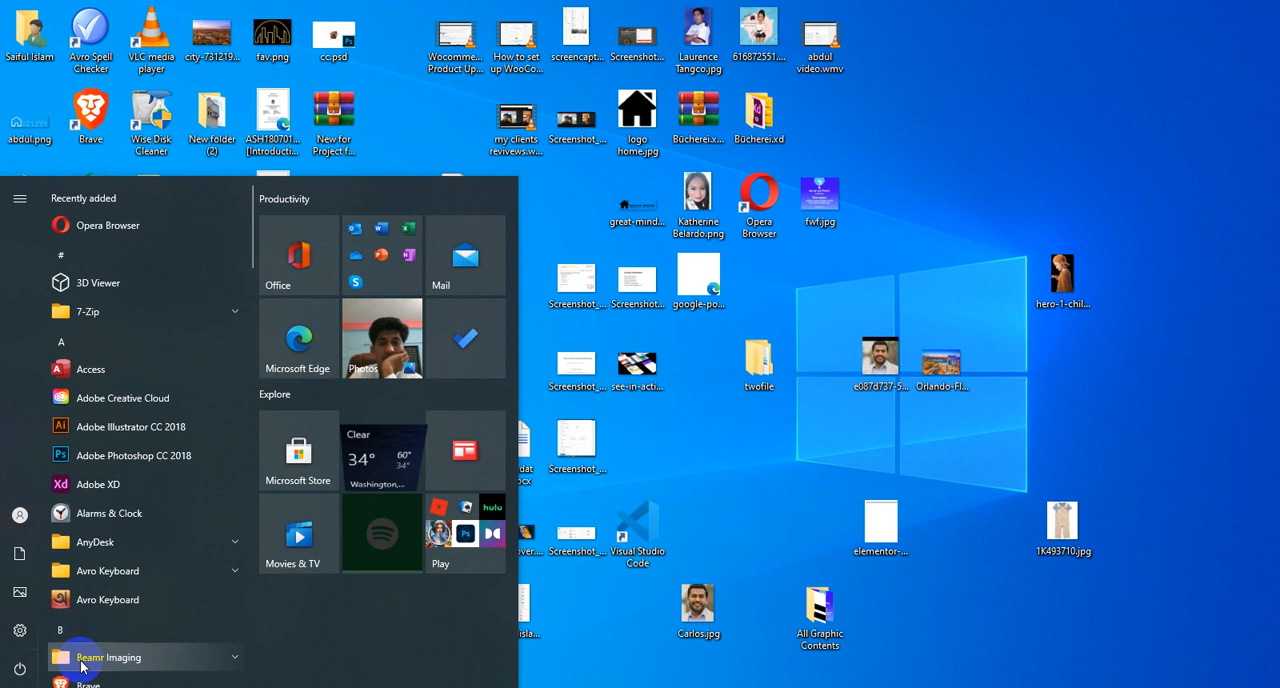 Saiful Islam
Avro Spell
Checker
VLC media
player
city-731219...
fav.png
cc.psd
Wocomme...
Product Up...
How to set
up WooCo...
screencapt...
Screenshot...
Laurence
Tangco.jpg
616872551....
abdul
video.wmv
abdul.png
Brave
Wise Disk
Cleaner
New folder
(2)
ASH180701...
[Introducti...
New for
Project f...
my clients
revivews.w...
Screenshot_...
logo
home.jpg
Bücherei.x...
Bücherei.xd
great-mind...
Katherine
Belardo.png
Opera
Browser
fwf.jpg
Screenshot_...
Screenshot...
google-po...
hero-1-chil...
Screenshot_...
see-in-acti...
twofile
e087d737-5...
Orlando-Fl...
Screenshot_...
Screenshot_...
Visual Studio
Code
elementor-...
1K493710.jpg
Carlos.jpg
All Graphic
Contents
Recently added
Opera Browser
#
3D Viewer
7-Zip
A
Access
Adobe Creative Cloud
Adobe Illustrator CC 2018
Adobe Photoshop CC 2018
Adobe XD
Alarms & Clock
AnyDesk
Avro Keyboard
Avro Keyboard
B
Beamr Imaging
Brave
Productivity
Office
Mail
Microsoft Edge
Photos
Explore
Microsoft Store
Clear
34° 60°
34°
Washington,...
hulu
Movies & TV
Play